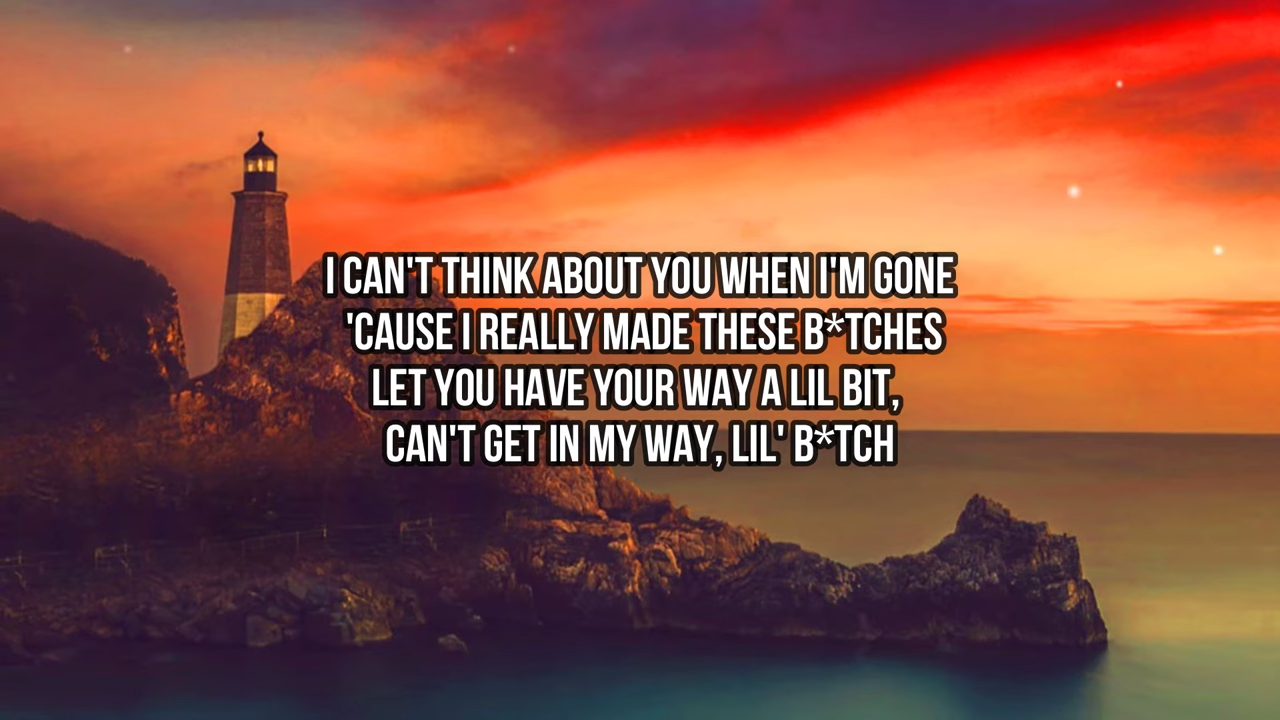 I CAN'T THINK ABOUT YOU WHEN I'M GONE
'CAUSE I REALLY MADE THESE B*TCHES
LET YOU HAVE YOUR WAY A LIL BIT,
CAN'T GET IN MY WAY, LIL' B*TCH